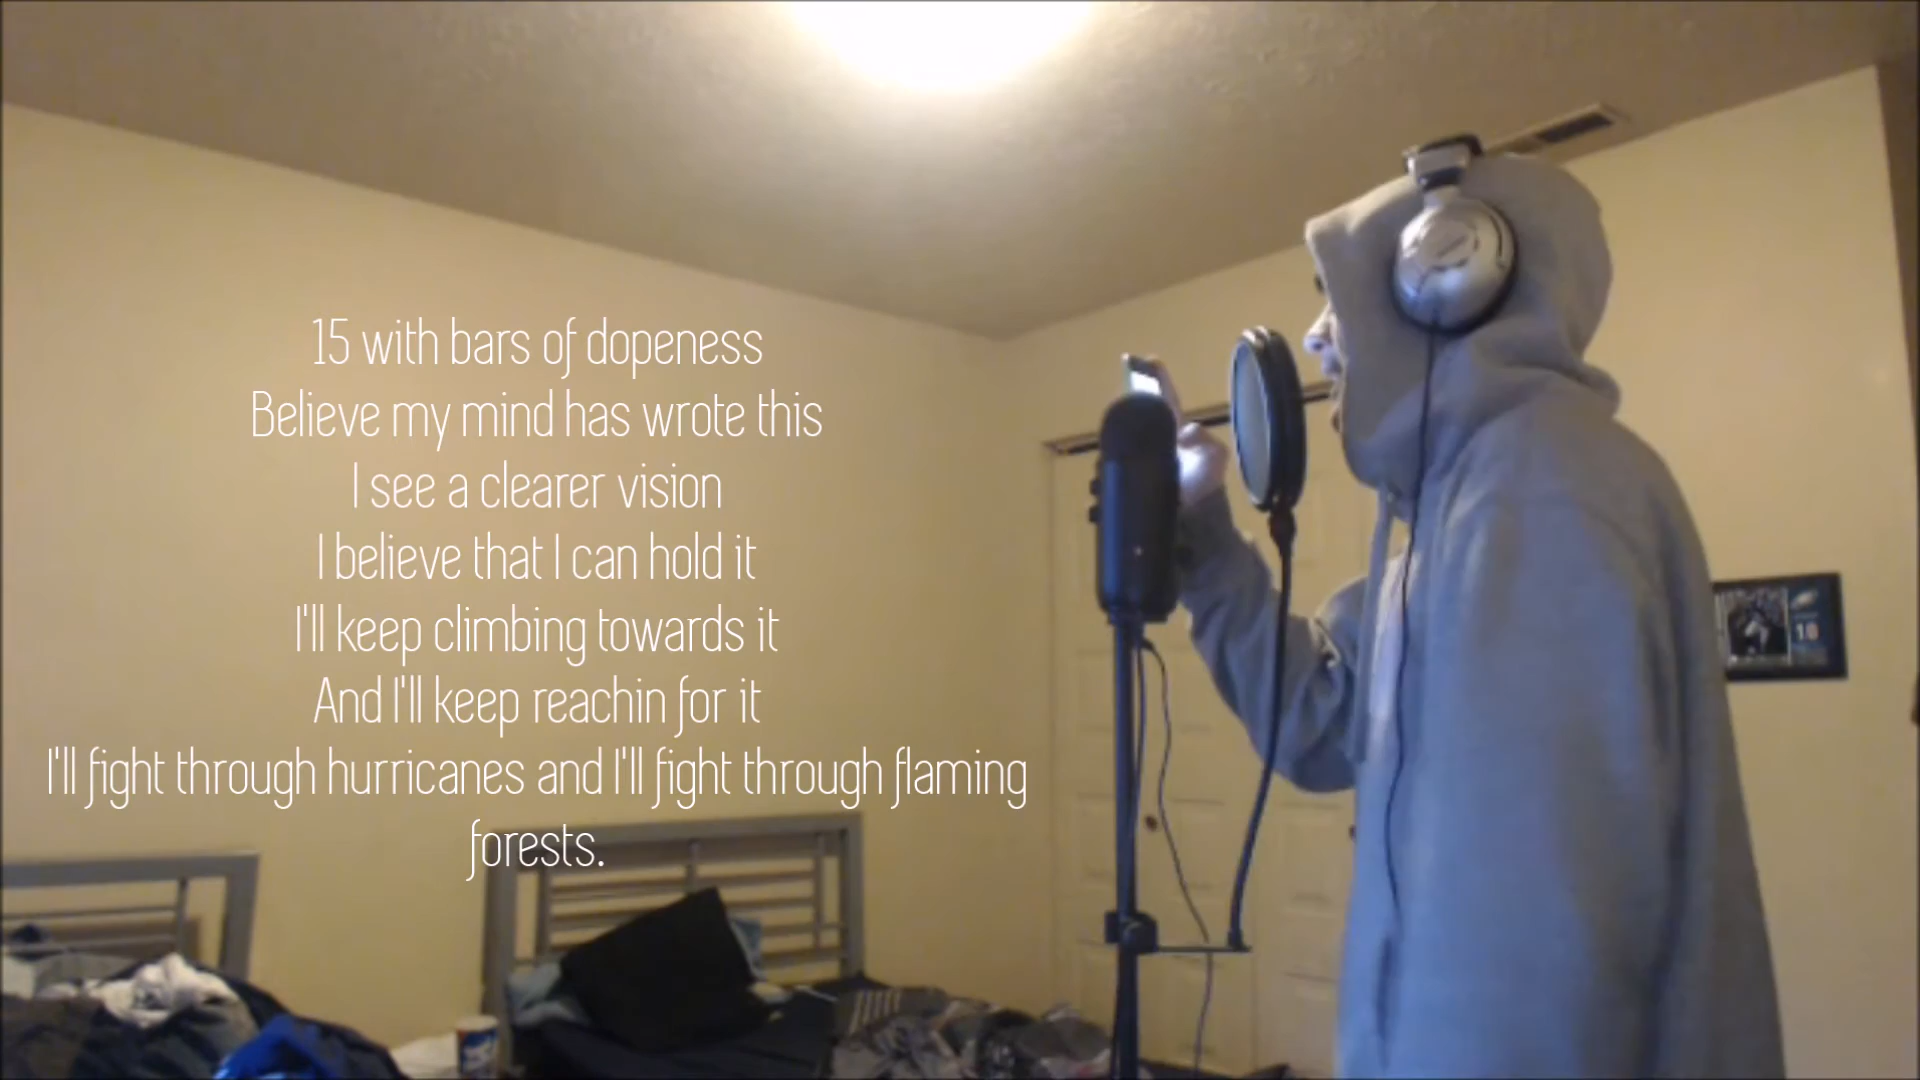 15 with bars of dopeness
Believe my mind has wrote this
I see a clearer vision
I believe that I can hold it
I'll keep climbing towards it
And I'll keep reachin for it
I'll fight through hurricanes and I'll fight through flaming
forests.
10